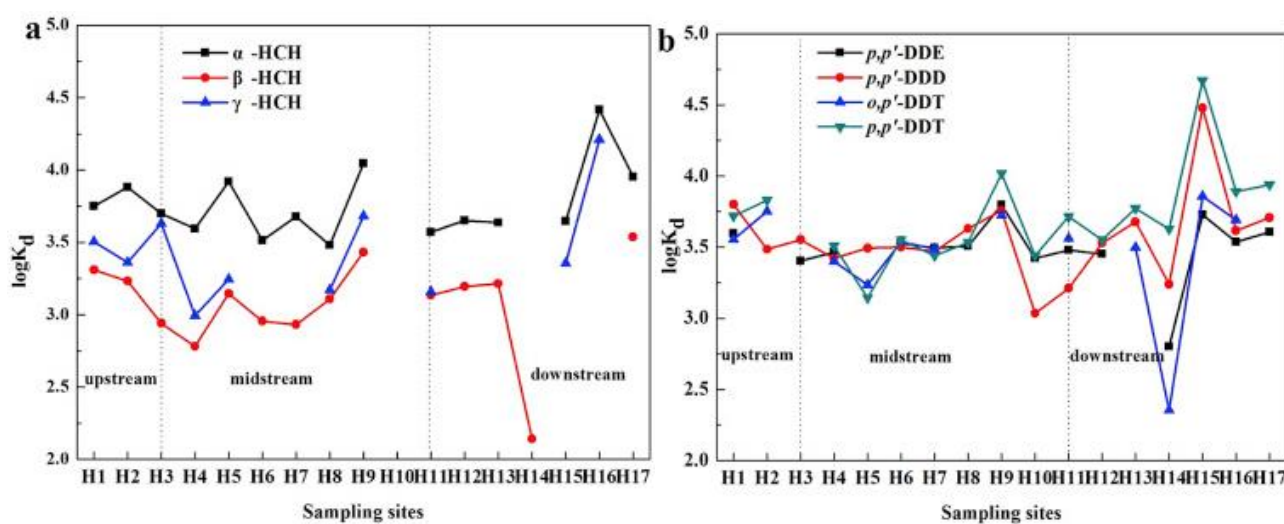 a
α -HCH
β -HCH
γ -HCH
logKd
5.0
4.5
4.0
3.5
3.0
2.5
2.0
upstream
midstream
downstream
H1 H2 H3 H4 H5 H6 H7 H8 H9 H10 H11 H12 H13 H14 H15 H16 H17
Sampling sites
b
p,p'-DDE
p,p'-DDD
o,p'-DDT
p,p'-DDT
logKd
5.0
4.5
4.0
3.5
3.0
2.5
2.0
upstream
midstream
downstream
H1 H2 H3 H4 H5 H6 H7 H8 H9 H10 H11 H12 H13 H14 H15 H16 H17
Sampling sites